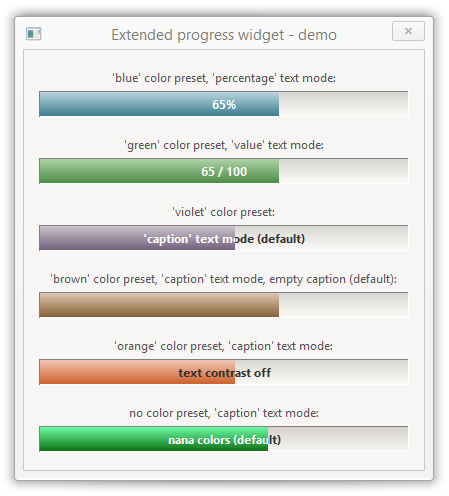 Extended progress widget - demo
'blue' color preset, 'percentage' text mode:
65%
'green' color preset, 'value' text mode:
65 / 100
'violet' color preset:
'caption' text mode (default)
'brown' color preset, 'caption' text mode, empty caption (default):
'orange' color preset, 'caption' text mode:
text contrast off
no color preset, 'caption' text mode:
nana colors (default)